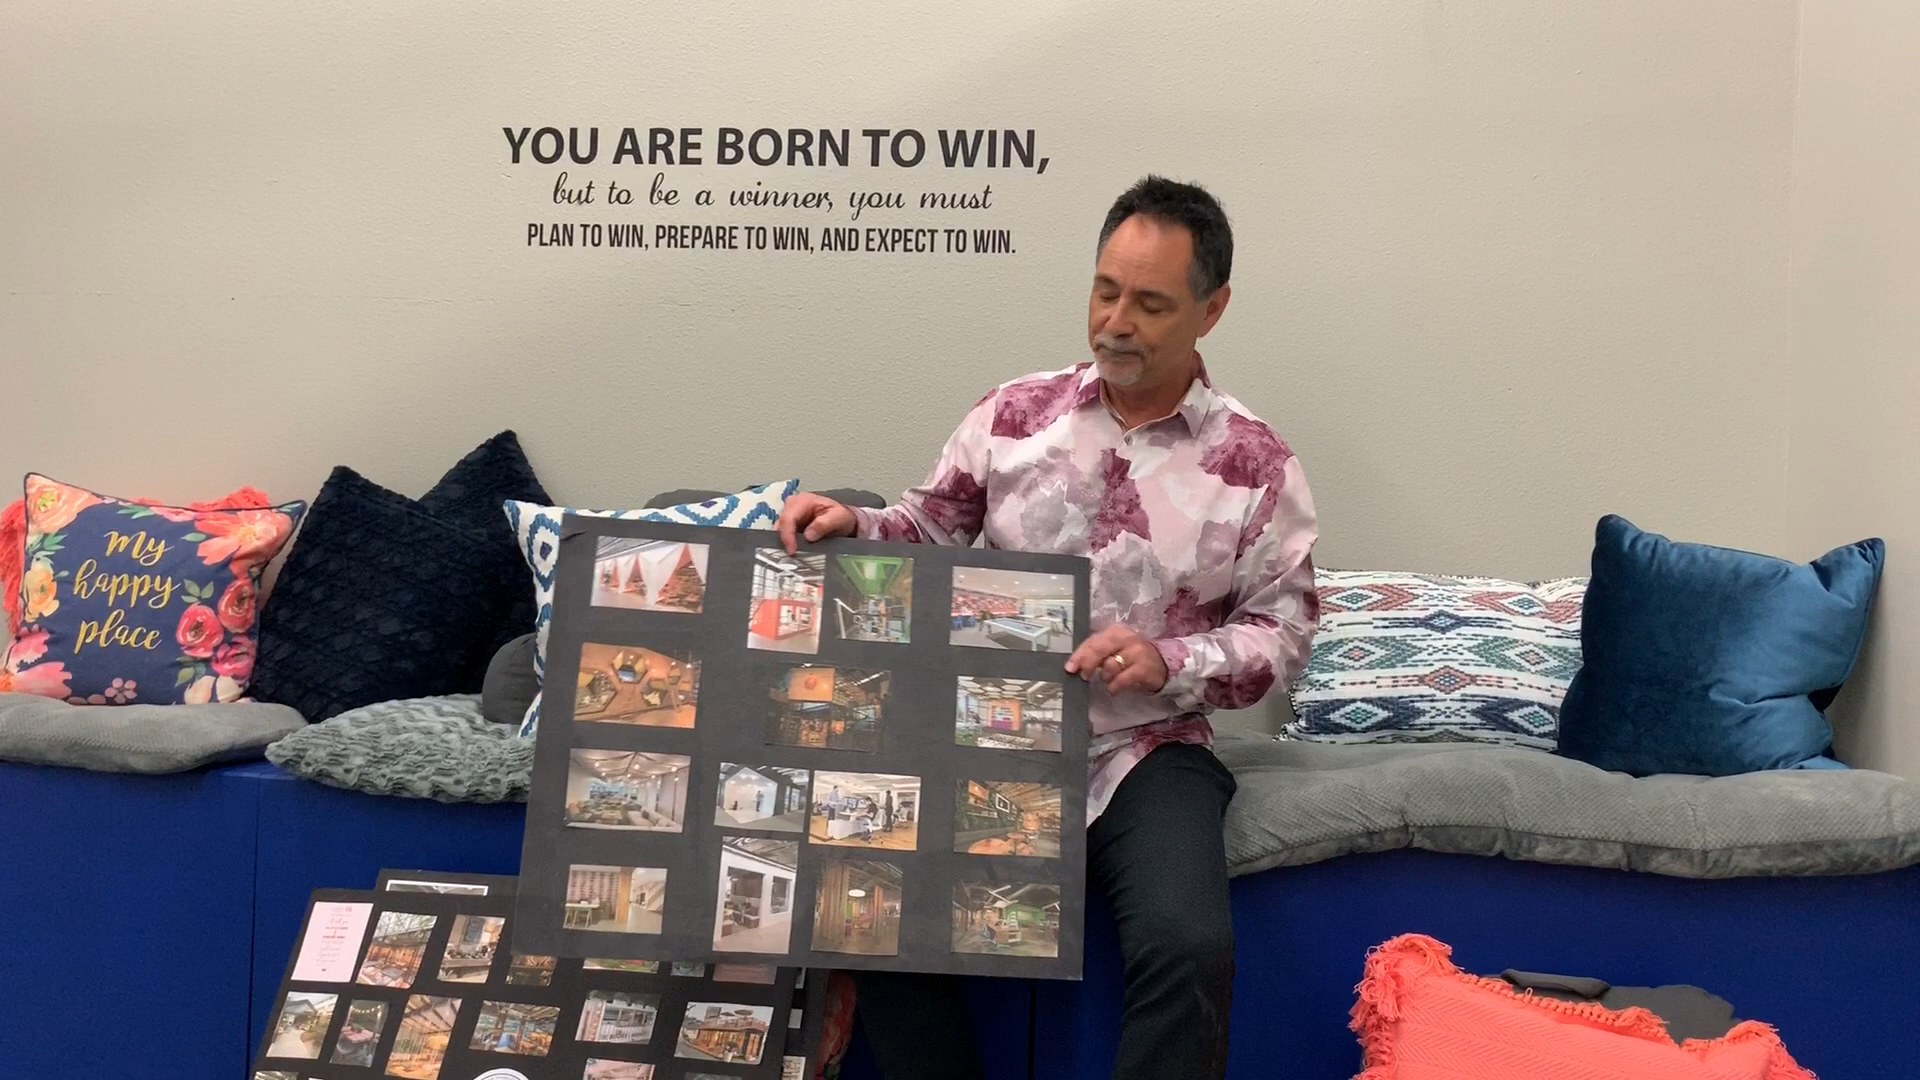 YOU ARE BORN TO WIN,
but to be a winner, you must
PLAN TO WIN, PREPARE TO WIN, AND EXPECT TO WIN.
My
happy
place